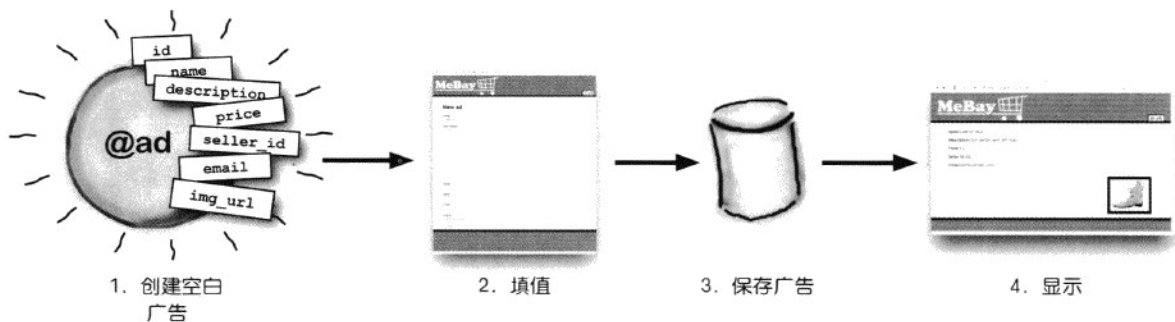 id
name
description
price
seller_id
email
img_url
@ad
MeBay
New ad
MeBay
1. 创建空白
广告
2. 填值
3. 保存广告
4. 显示